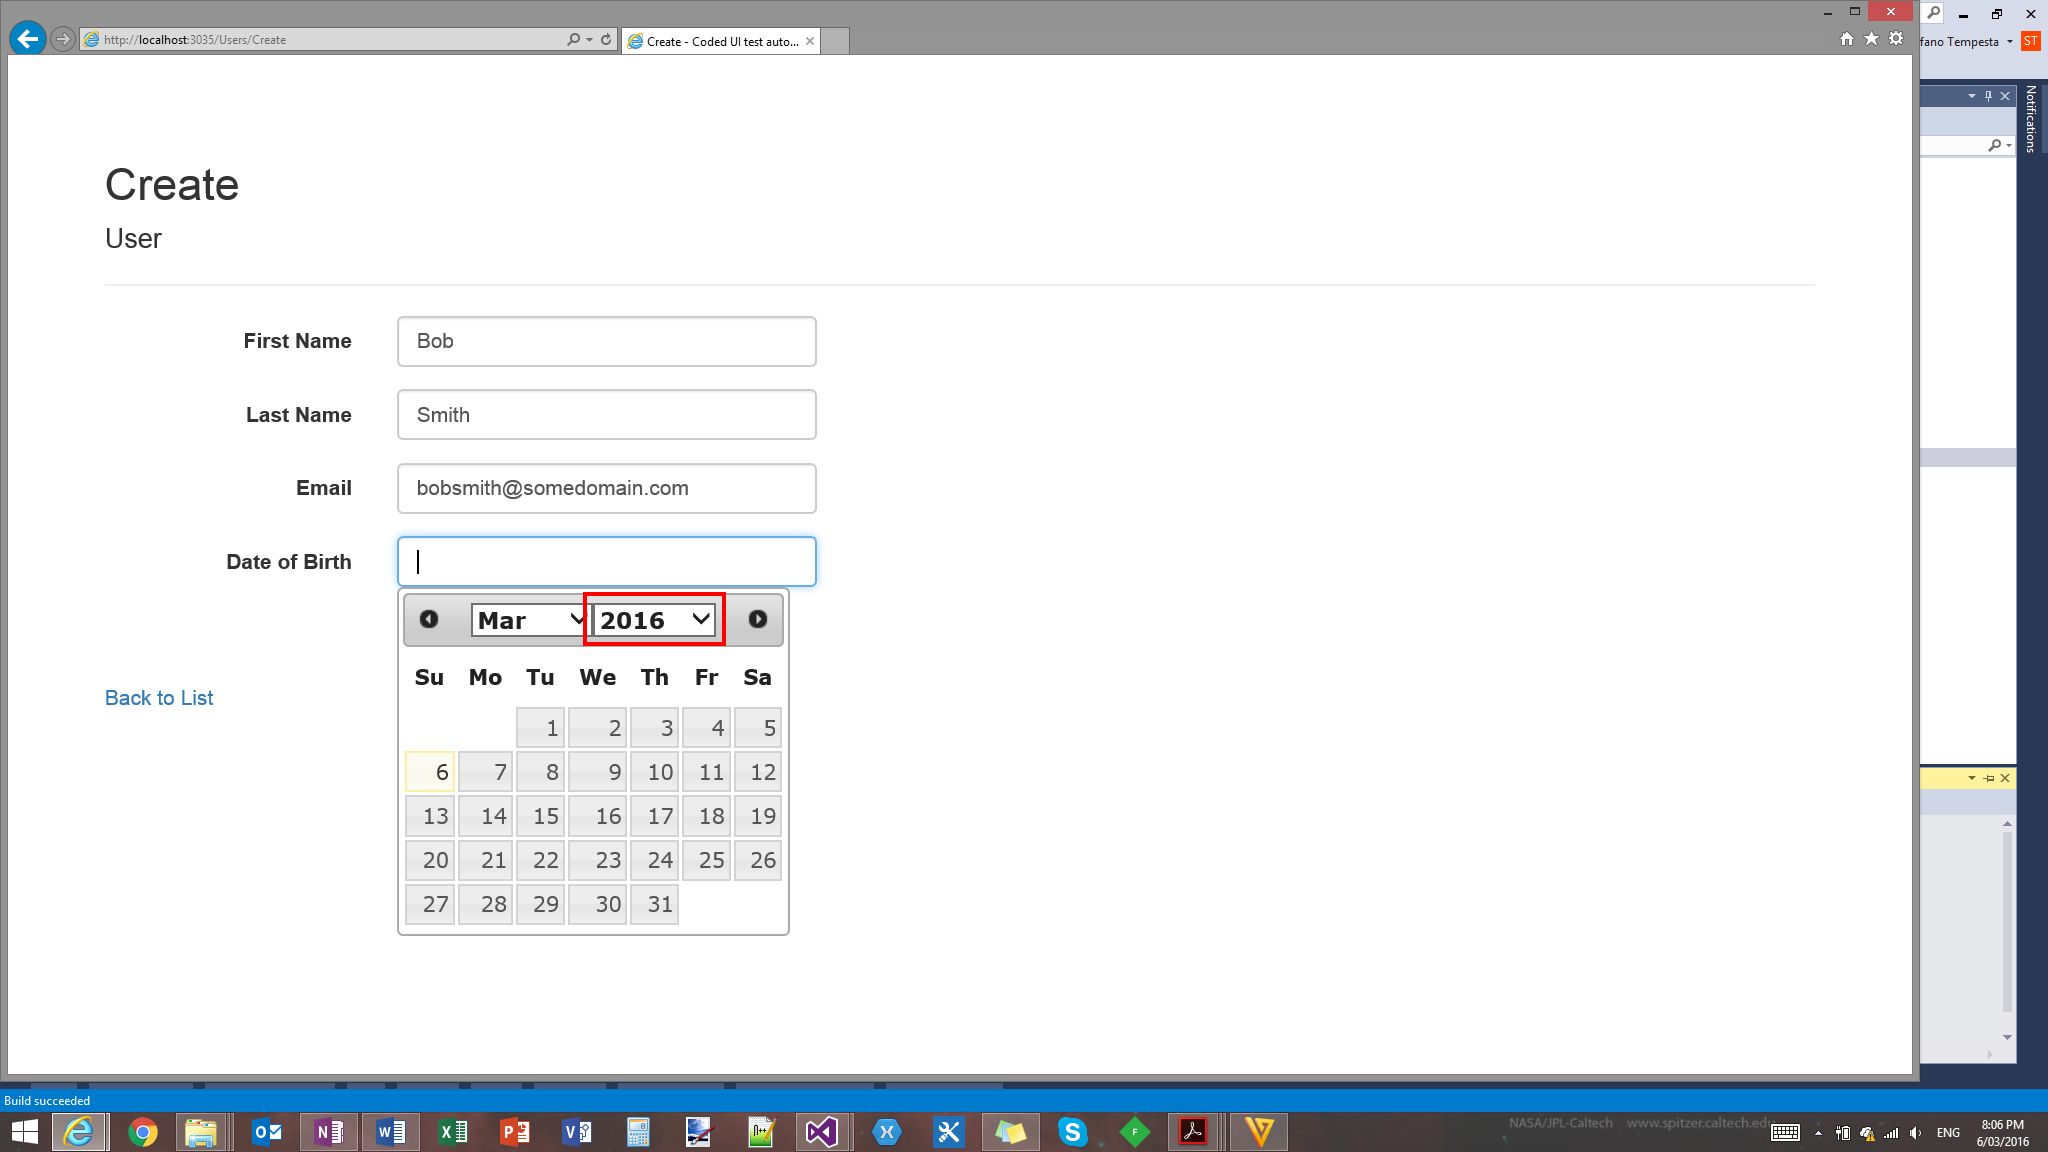 http://localhost:3035/Users/Create
Create - Coded UI test auto...
fano Tempesta
ST
Notifications
Create
User
First Name
Bob
Last Name
Smith
Email
bobsmith@somedomain.com
Date of Birth
Mar 2016
Su Mo Tu We Th Fr Sa
1 2 3 4 5
6 7 8 9 10 11 12
13 14 15 16 17 18 19
20 21 22 23 24 25 26
27 28 29 30 31
Back to List
Build succeeded
NASA/JPL-Caltech www.spitzer.caltech.ed
ENG
8:06 PM
6/03/2016